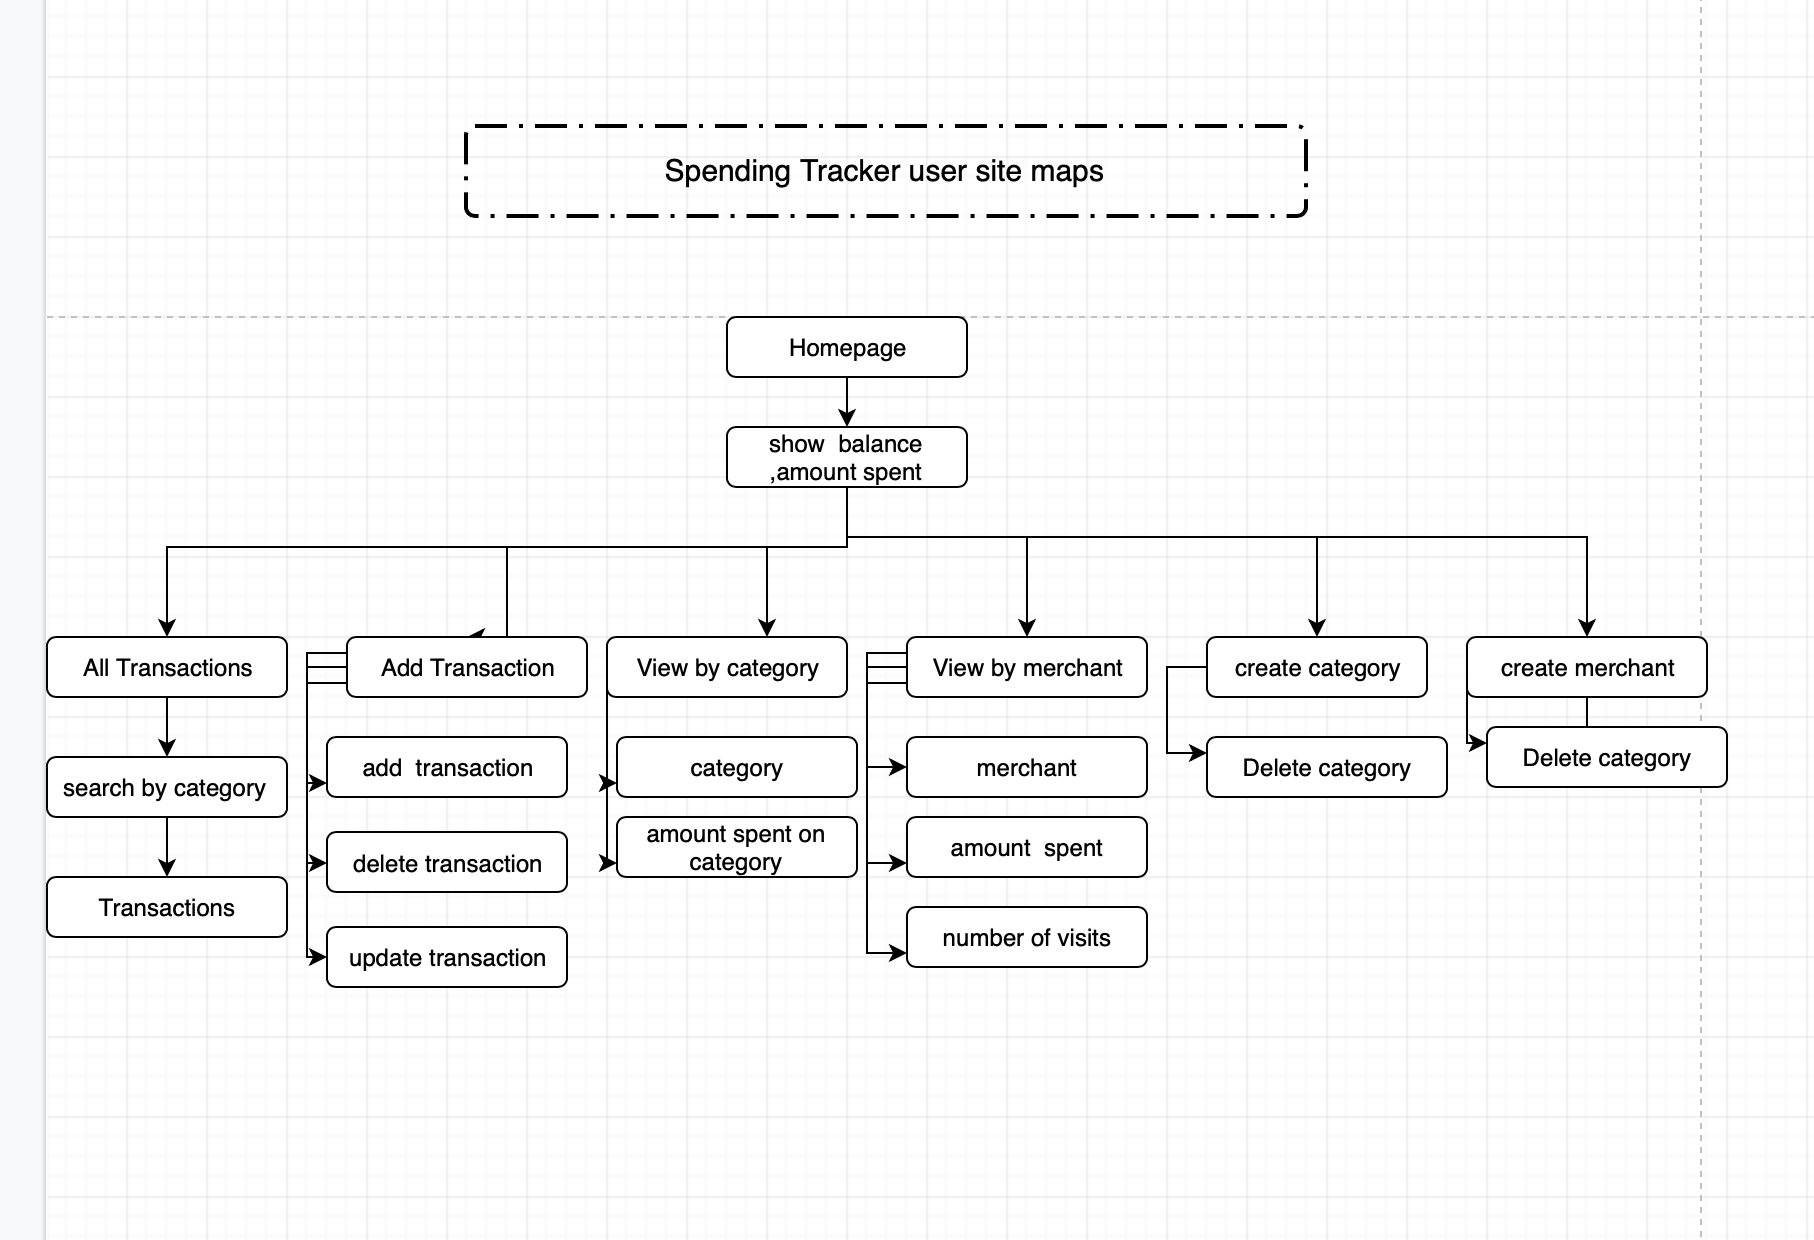 Spending Tracker user site maps
Homepage
show  balance
,amount spent
All Transactions
Add Transaction
View by category
View by merchant
create category
create merchant
search by category
Transactions
add  transaction
delete transaction
update transaction
category
amount spent on
category
merchant
amount  spent
number of visits
Delete category
Delete category